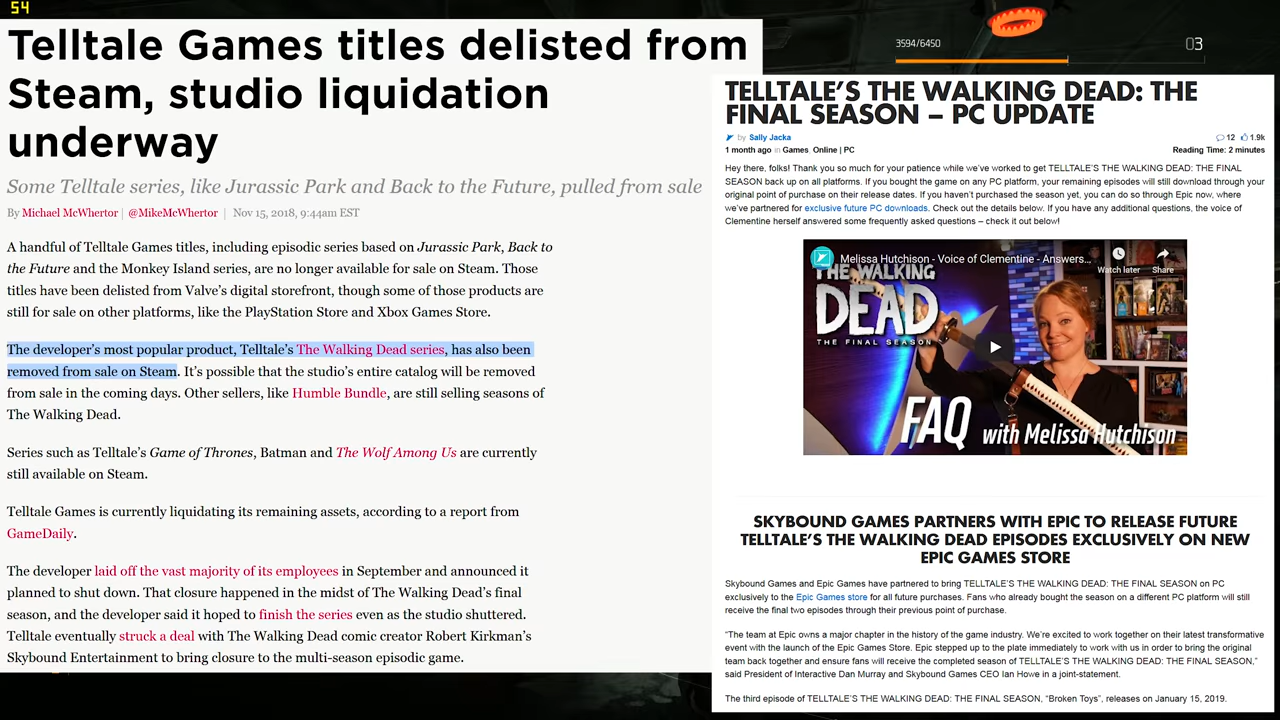 54
3594/6450
03
Telltale Games titles delisted from
Steam, studio liquidation
underway
Some Telltale series, like Jurassic Park and Back to the Future, pulled from sale
By Michael McWhertor | @MikeMcWhertor | Nov 15, 2018, 9:44am EST
A handful of Telltale Games titles, including episodic series based on Jurassic Park, Back to
the Future and the Monkey Island series, are no longer available for sale on Steam. Those
titles have been delisted from Valve's digital storefront, though some of those products are
still for sale on other platforms, like the PlayStation Store and Xbox Games Store.
The developer's most popular product, Telltale's The Walking Dead series, has also been
removed from sale on Steam. It's possible that the studio's entire catalog will be removed
from sale in the coming days. Other sellers, like Humble Bundle, are still selling seasons of
The Walking Dead.
Series such as Telltale's Game of Thrones, Batman and The Wolf Among Us are currently
still available on Steam.
Telltale Games is currently liquidating its remaining assets, according to a report from
GameDaily.
The developer laid off the vast majority of its employees in September and announced it
planned to shut down. That closure happened in the midst of The Walking Dead's final
season, and the developer said it hoped to finish the series even as the studio shuttered.
Telltale eventually struck a deal with The Walking Dead comic creator Robert Kirkman's
Skybound Entertainment to bring closure to the multi-season episodic game.
TELLTALE'S THE WALKING DEAD: THE
FINAL SEASON – PC UPDATE
by Sally Jacka
12 1.9k
1 month ago in Games, Online | PC
Reading Time: 2 minutes
Hey there, folks! Thank you so much for your patience while we've worked to get TELLTALE'S THE WALKING DEAD: THE FINAL
SEASON back up on all platforms. If you bought the game on any PC platform, your remaining episodes will still download through your
original point of purchase on their release dates. If you haven't purchased the season yet, you can do so through Epic now, where
we've partnered for exclusive future PC downloads. Check out the details below. If you have any additional questions, the voice of
Clementine herself answered some frequently asked questions – check it out below!
Melissa Hutchison - Voice of Clementine - Answers...
Watch later
Share
THE WALKING
DEAD
THE FINAL SEASON
FAQ with Melissa Hutchison
SKYBOUND GAMES PARTNERS WITH EPIC TO RELEASE FUTURE
TELLTALE'S THE WALKING DEAD EPISODES EXCLUSIVELY ON NEW
EPIC GAMES STORE
Skybound Games and Epic Games have partnered to bring TELLTALE'S THE WALKING DEAD: THE FINAL SEASON on PC
exclusively to the Epic Games store for all future purchases. Fans who already bought the season on a different PC platform will still
receive the final two episodes through their previous point of purchase.
"The team at Epic owns a major chapter in the history of the game industry. We're excited to work together on their latest transformative
event with the launch of the Epic Games Store. Epic stepped up to the plate immediately to work with us in order to bring the original
team back together and ensure fans will receive the completed season of TELLTALE'S THE WALKING DEAD: THE FINAL SEASON,"
said President of Interactive Dan Murray and Skybound Games CEO Ian Howe in a joint-statement.
The third episode of TELLTALE'S THE WALKING DEAD: THE FINAL SEASON, "Broken Toys", releases on January 15, 2019.